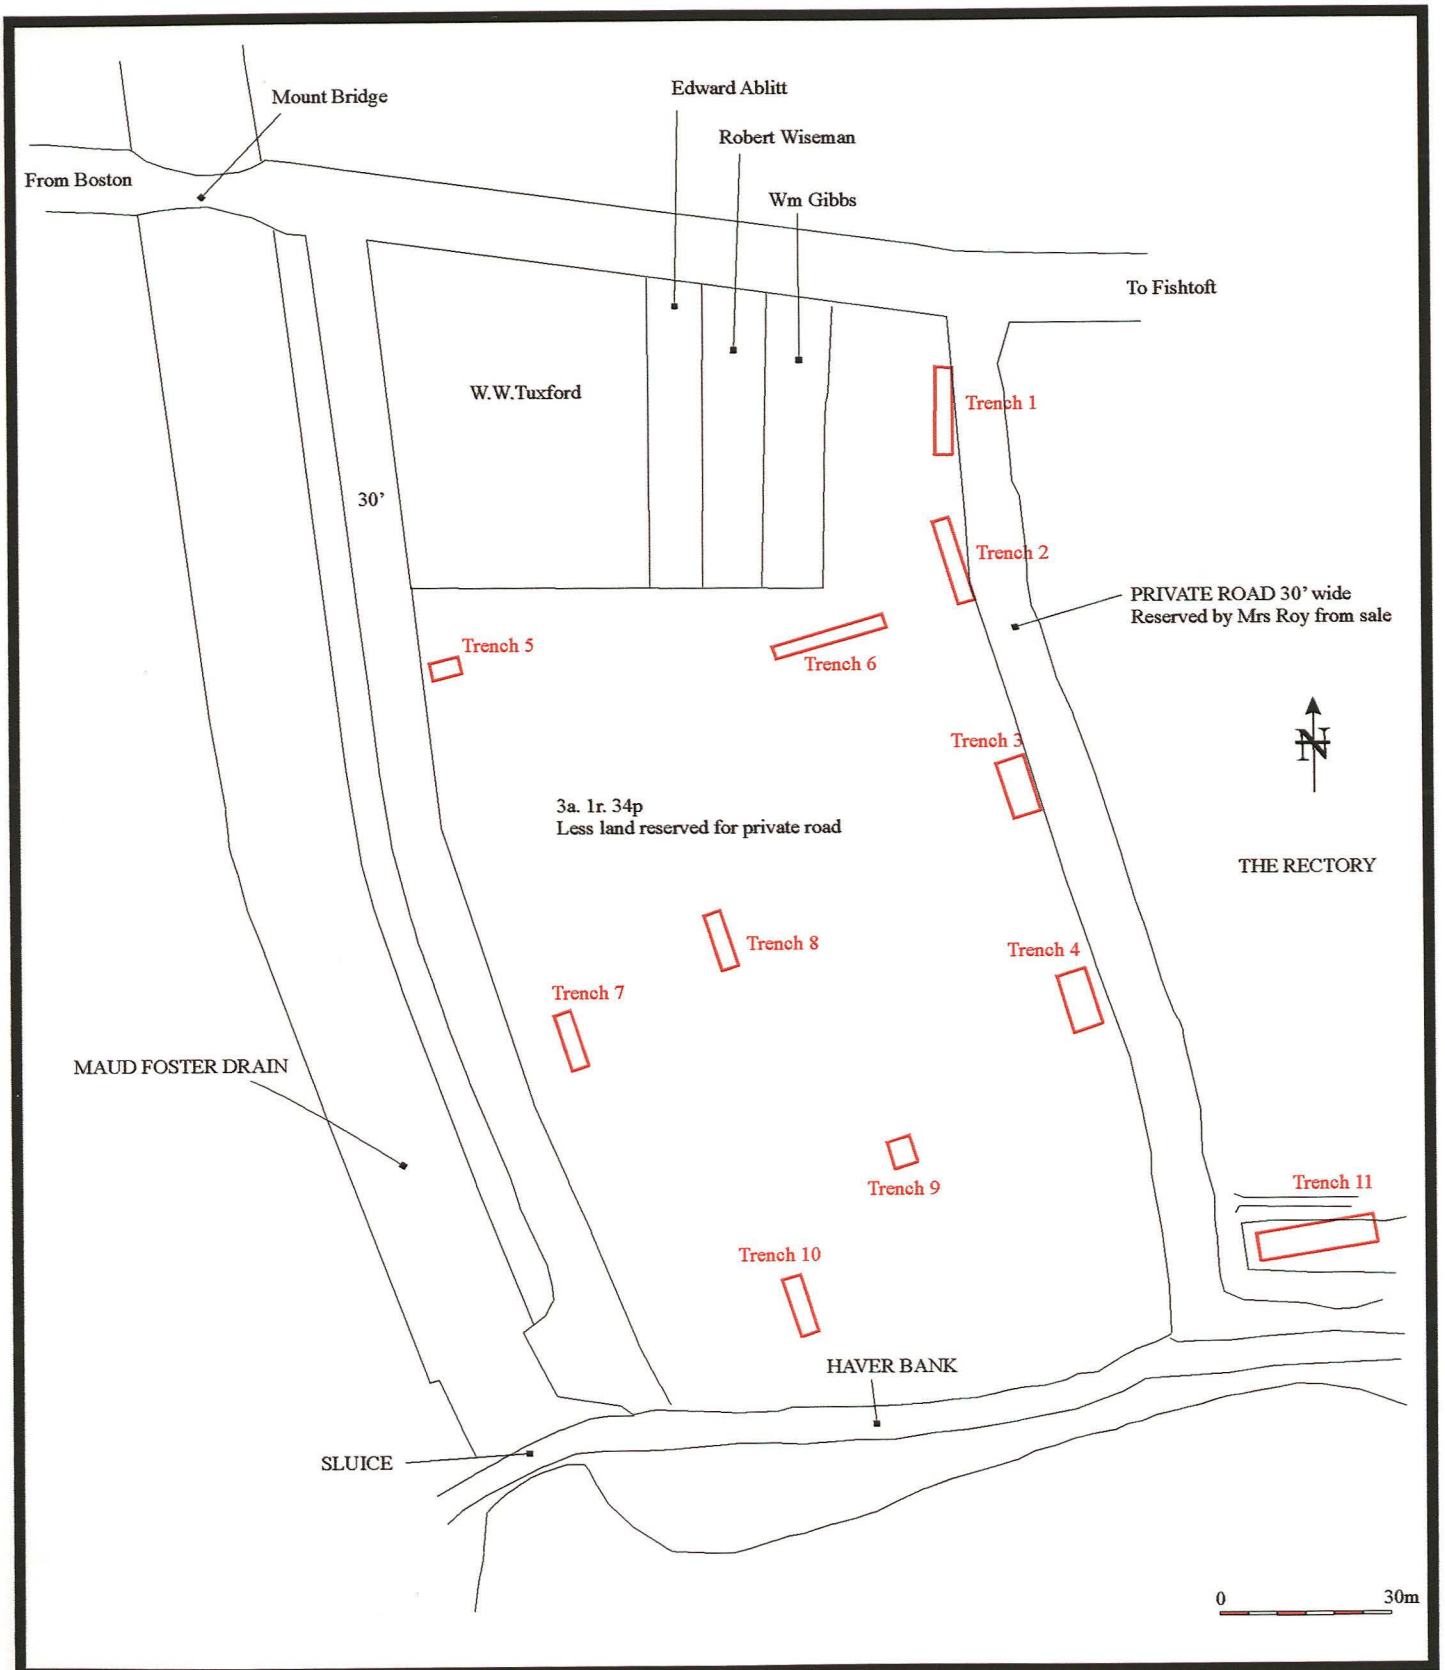 Edward Ablitt
Mount Bridge
Robert Wiseman
From Boston
Wm Gibbs
To Fishtoft
W.W.Tuxford
Trench 1
30'
Trench 2
PRIVATE ROAD 30' wide
Reserved by Mrs Roy from sale
Trench 5
Trench 6
Trench 3
N
3a. 1r. 34p
Less land reserved for private road
THE RECTORY
Trench 8
Trench 4
Trench 7
MAUD FOSTER DRAIN
Trench 9
Trench 11
Trench 10
HAVER BANK
SLUICE
0 30m